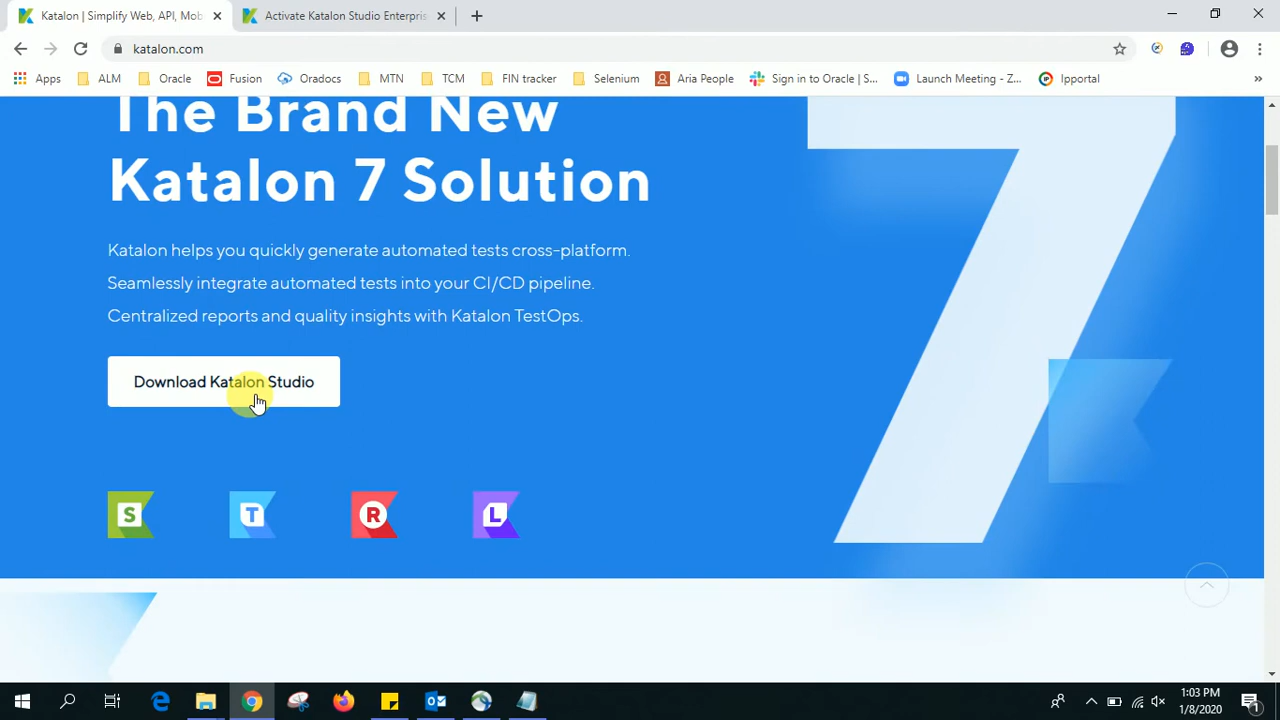 Katalon | Simplify Web, API, Mob
Activate Katalon Studio Enterpris
katalon.com
Apps
ALM
Oracle
Fusion
Oradocs
MTN
TCM
FIN tracker
Selenium
Aria People
Sign in to Oracle | S...
Launch Meeting - Z...
Ipportal
»
The Brand New
Katalon 7 Solution
7
Katalon helps you quickly generate automated tests cross-platform.
Seamlessly integrate automated tests into your CI/CD pipeline.
Centralized reports and quality insights with Katalon TestOps.
Download Katalon Studio
S T R L
1:03 PM
1/8/2020
1